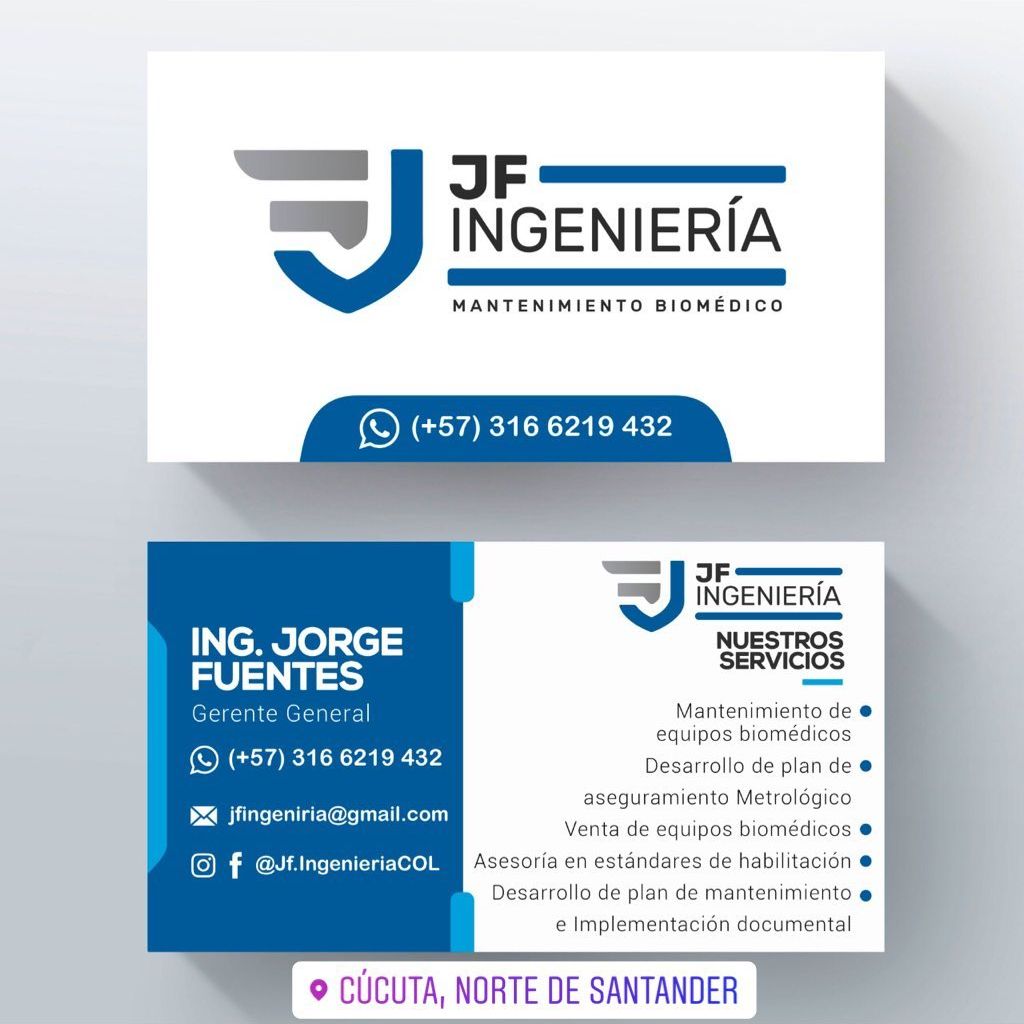 JF
INGENIERÍA
MANTENIMIENTO BIOMÉDICO
(+57) 316 6219 432
ING. JORGE
FUENTES
Gerente General
(+57) 316 6219 432
jfingeniria@gmail.com
@Jf.IngenieriaCOL
JF
INGENIERÍA
NUESTROS
SERVICIOS
Mantenimiento de
equipos biomédicos
Desarrollo de plan de
aseguramiento Metrológico
Venta de equipos biomédicos
Asesoría en estándares de habilitación
Desarrollo de plan de mantenimiento
e Implementación documental
CÚCUTA, NORTE DE SANTANDER